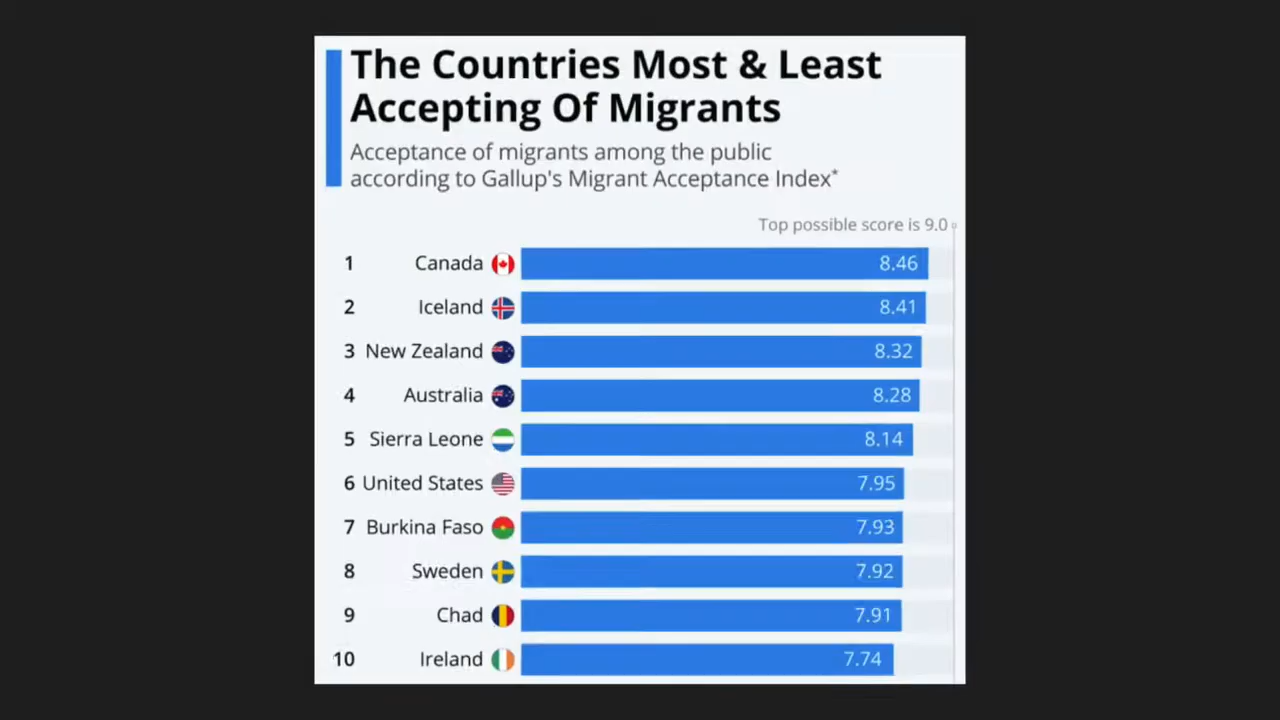 The Countries Most & Least
Accepting Of Migrants
Acceptance of migrants among the public
according to Gallup's Migrant Acceptance Index*
Top possible score is 9.0
1 Canada 8.46
2 Iceland 8.41
3 New Zealand 8.32
4 Australia 8.28
5 Sierra Leone 8.14
6 United States 7.95
7 Burkina Faso 7.93
8 Sweden 7.92
9 Chad 7.91
10 Ireland 7.74